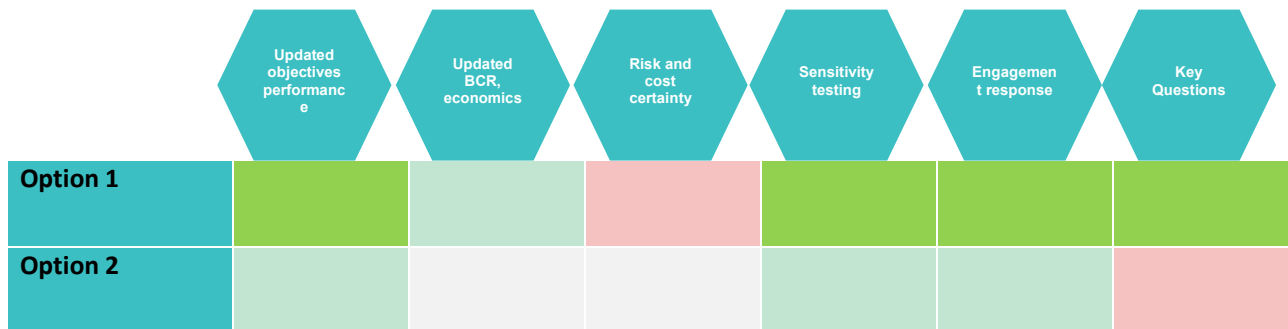 Updated
objectives
performanc
e
Updated
BCR,
economics
Risk and
cost
certainty
Sensitivity
testing
Engagemen
t response
Key
Questions
Option 1
Option 2